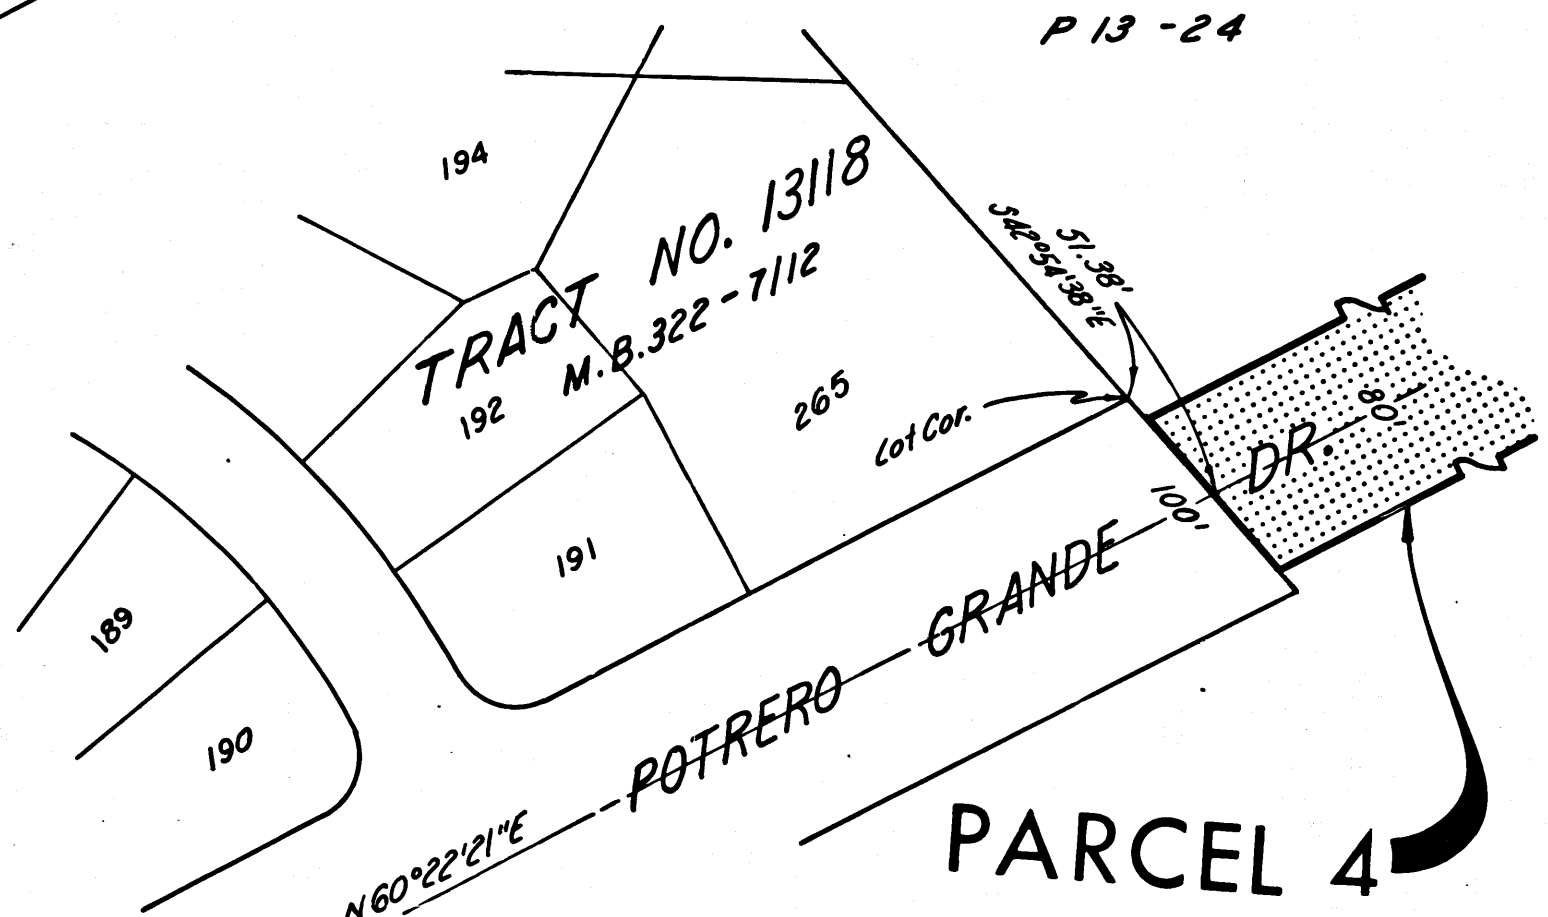 P 13 - 24
194
TRACT NO. 13118
M.B. 322 - 7/12
S42°54'38"E
51.38'
192
265
Lot Cor.
80'
100'
191
189
190
POTRERO GRANDE DR.
N60°22'21"E
PARCEL 4